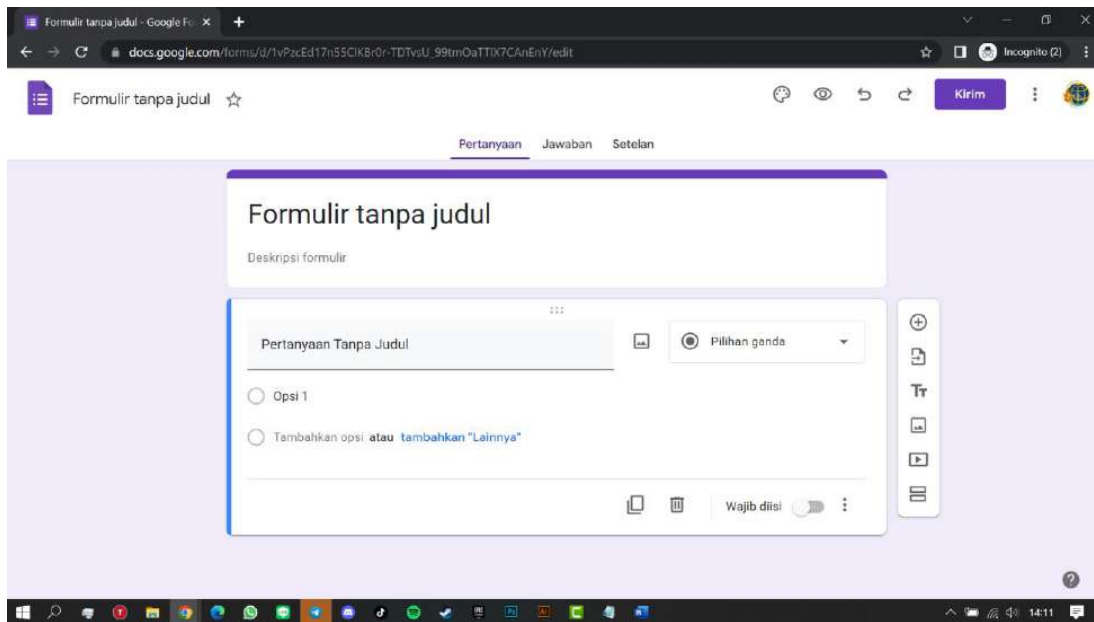 Formulir tanpa judul - Google Fo
docs.google.com/forms/d/1vPzcEd17n55ClKBr0r-TDTvsU_99tmOaTTlX7CAnEnY/edit
Incognito (2)
Formulir tanpa judul
Kirim
Pertanyaan Jawaban Setelan
Formulir tanpa judul
Deskripsi formulir
Pertanyaan Tanpa Judul
Pilihan ganda
Opsi 1
Tambahkan opsi atau tambahkan "Lainnya"
Wajib diisi
14:11